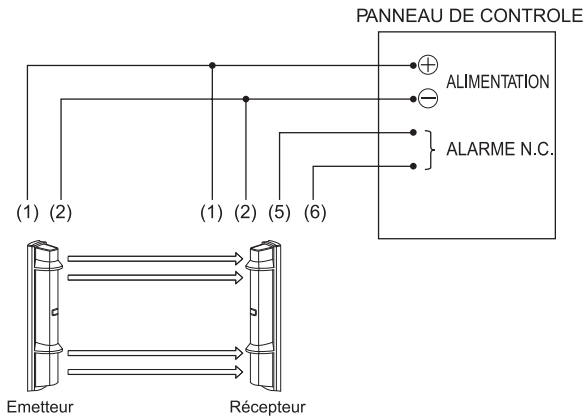 PANNEAU DE CONTROLE
+
ALIMENTATION
−
ALARME N.C.
(1) (2) (1) (2) (5) (6)
Emetteur Récepteur